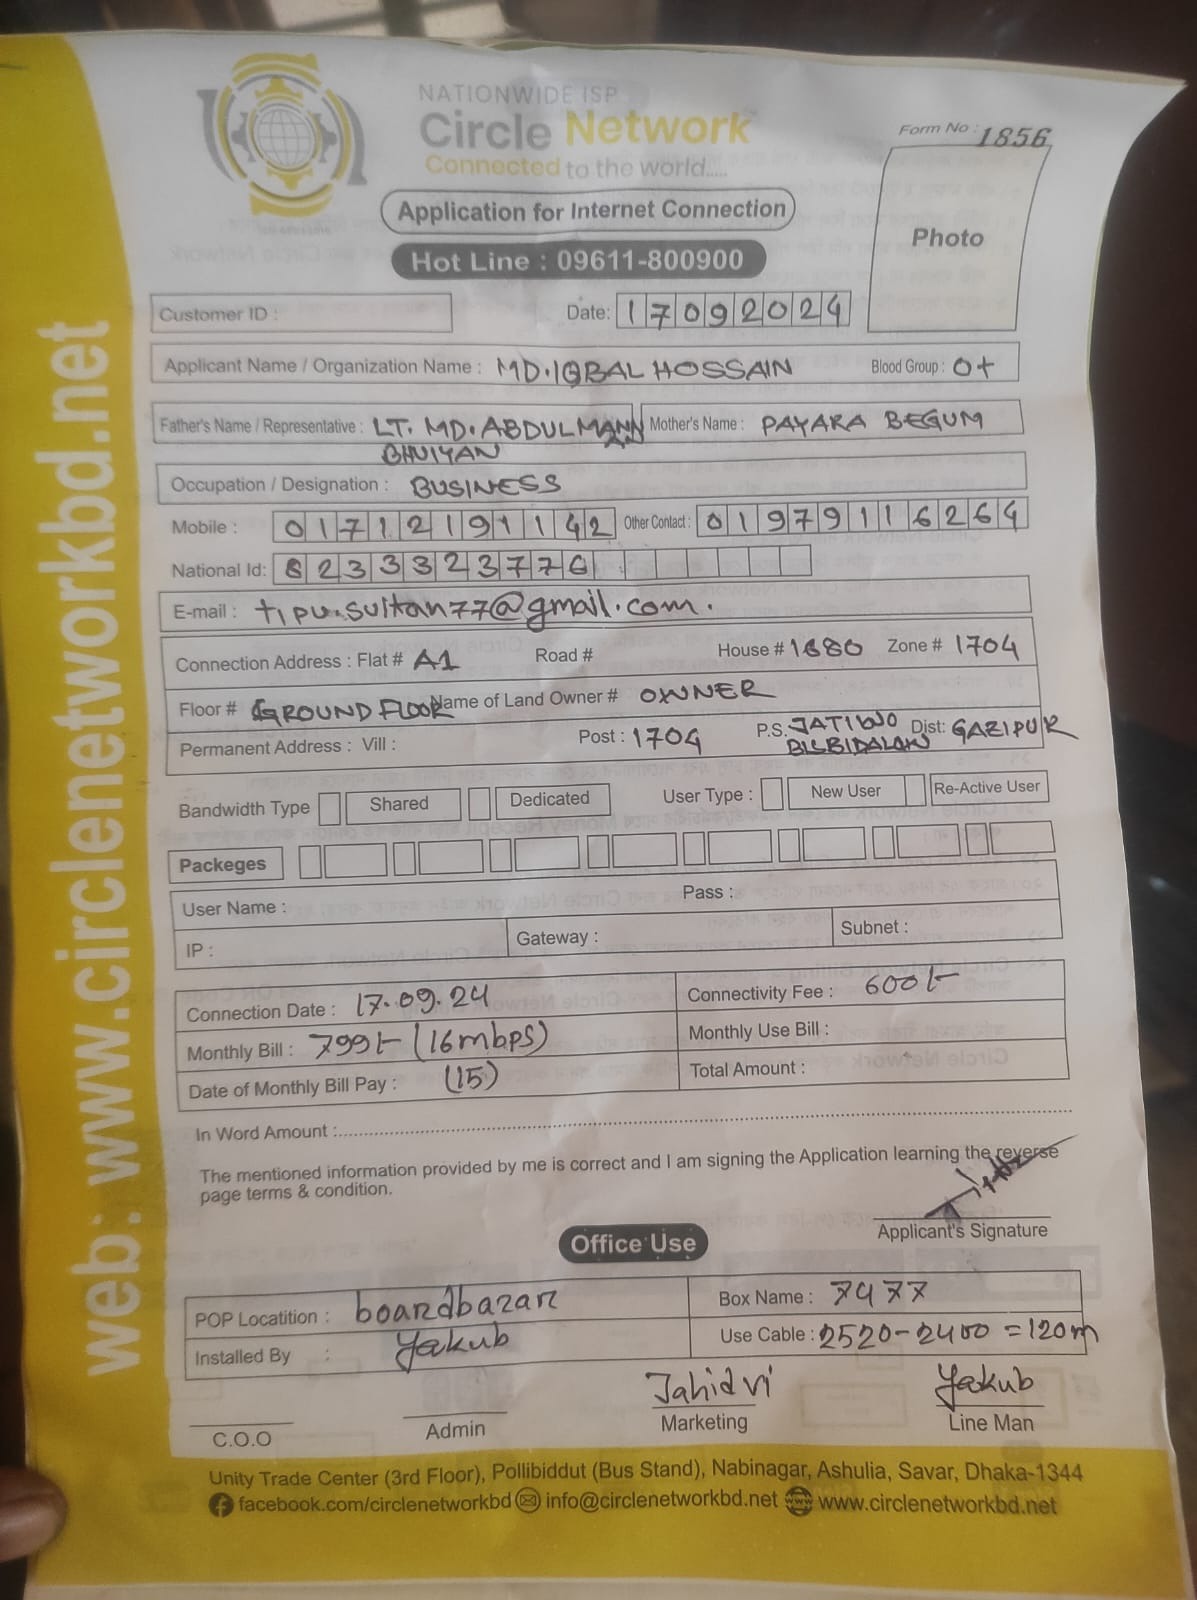 NATIONWIDE ISP
Circle Network
Connected to the world.....
Form No : 1856
Photo
Application for Internet Connection
Hot Line : 09611-800900
Customer ID :
Date: 17092024
Applicant Name / Organization Name : MD. IQBAL HOSSAIN Blood Group : O+
Father's Name / Representative : LT. MD. ABDUL MANN Mother's Name : PAYARA BEGUM
BHUIYAN
Occupation / Designation : BUSINESS
Mobile : 01712191142 Other Contact : 01979116264
National Id: 8233323776
E-mail : tipu.sultan77@gmail.com.
Connection Address : Flat # A1 Road # House # 1680 Zone # 1704
Floor # GROUND FLOOR Name of Land Owner # OWNER
Permanent Address : Vill : Post : 1704 P.S. JATIYO Dist: GAZIPUR
Bandwidth Type Shared Dedicated User Type : New User Re-Active User
Packeges
User Name : Pass :
IP : Gateway : Subnet :
Connection Date : 17.09.24 Connectivity Fee : 600/-
Monthly Bill : 799/- (16mbps) Monthly Use Bill :
Date of Monthly Bill Pay : (15) Total Amount :
In Word Amount :
The mentioned information provided by me is correct and I am signing the Application learning the reverse
page terms & condition.
Applicant's Signature
Office Use
POP Locatition : boardbazar Box Name : 7477
Installed By : Yakub Use Cable : 2520-2400 = 120m
Jahid vi Yakub
C.O.O Admin Marketing Line Man
Unity Trade Center (3rd Floor), Pollibiddut (Bus Stand), Nabinagar, Ashulia, Savar, Dhaka-1344
facebook.com/circlenetworkbd info@circlenetworkbd.net www.circlenetworkbd.net
web: www.circlenetworkbd.net